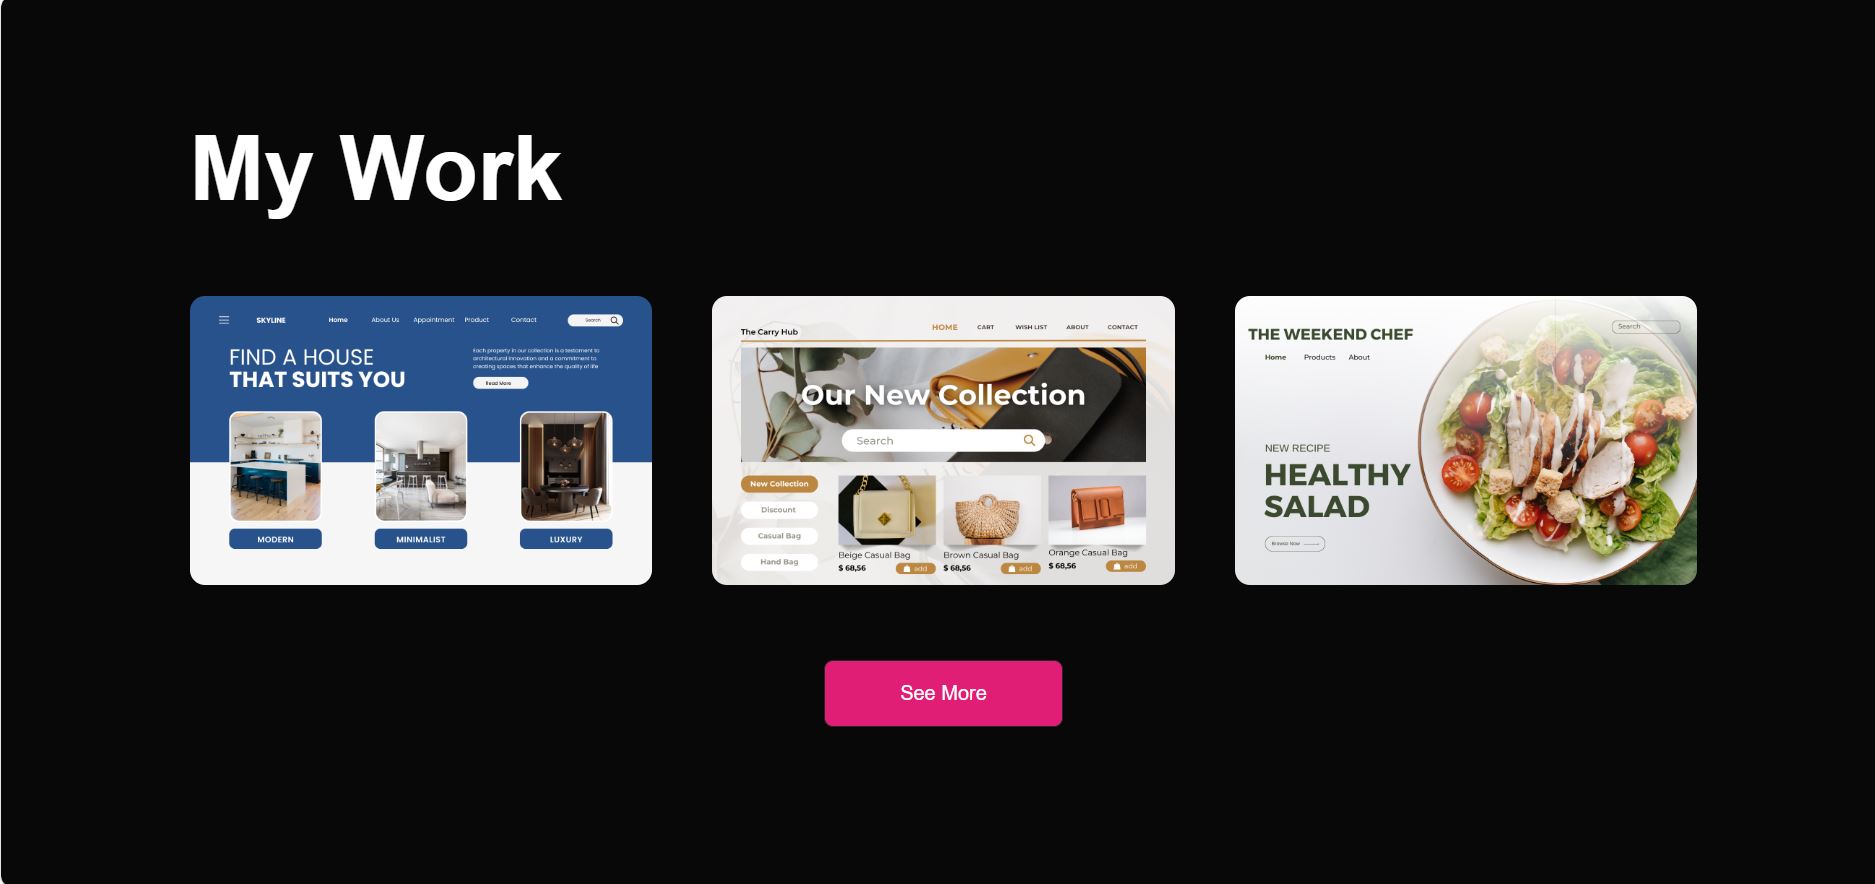 My Work
SKYLINE
Home About Us Appointment Product Contact
Search
FIND A HOUSE
THAT SUITS YOU
Each property in our collection is a testament to
architectural innovation and a commitment to
creating spaces that enhance the quality of life
Read More
MODERN
MINIMALIST
LUXURY
The Carry Hub
HOME CART WISH LIST ABOUT CONTACT
Our New Collection
Search
New Collection
Discount
Casual Bag
Hand Bag
Beige Casual Bag
$ 68,56 add
Brown Casual Bag
$ 68,56 add
Orange Casual Bag
$ 68,56 add
THE WEEKEND CHEF
Search
Home Products About
NEW RECIPE
HEALTHY
SALAD
Browse Now
See More